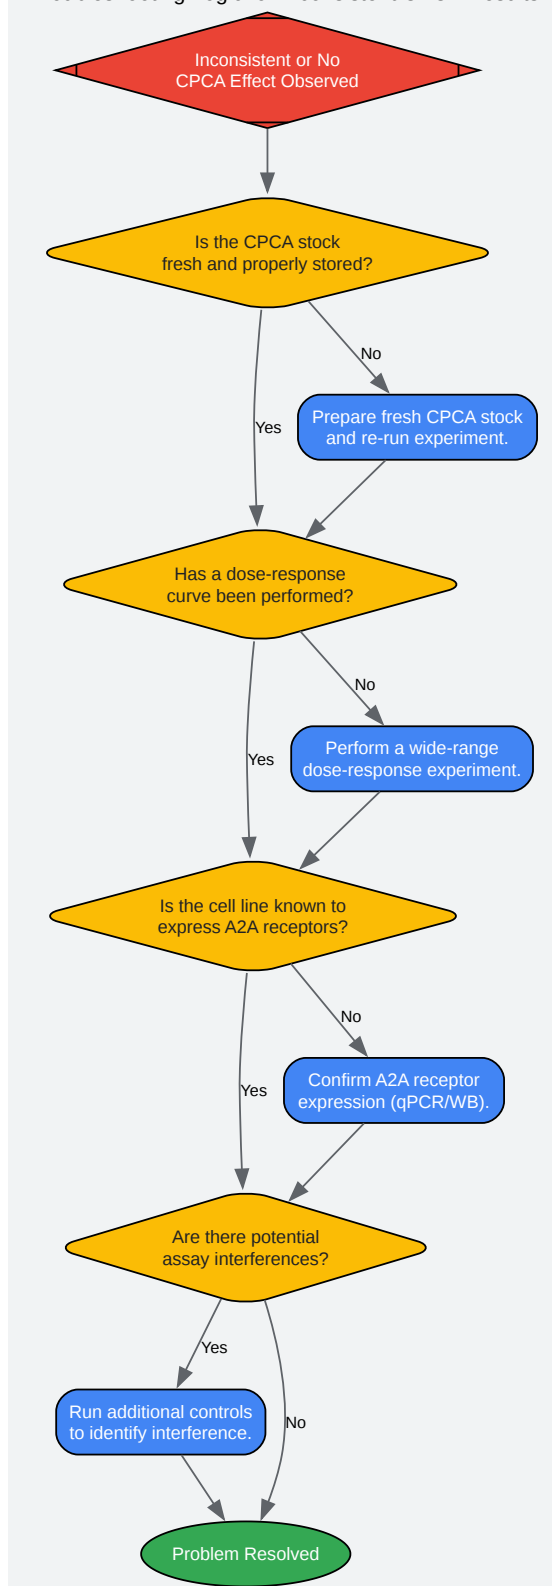 Inconsistent or No
CPCA Effect Observed
Is the CPCA stock
fresh and properly stored?
No
Prepare fresh CPCA stock
and re-run experiment.
Yes
Has a dose-response
curve been performed?
No
Perform a wide-range
dose-response experiment.
Yes
Is the cell line known to
express A2A receptors?
No
Confirm A2A receptor
expression (qPCR/WB).
Yes
Are there potential
assay interferences?
Yes
Run additional controls
to identify interference.
No
Problem Resolved